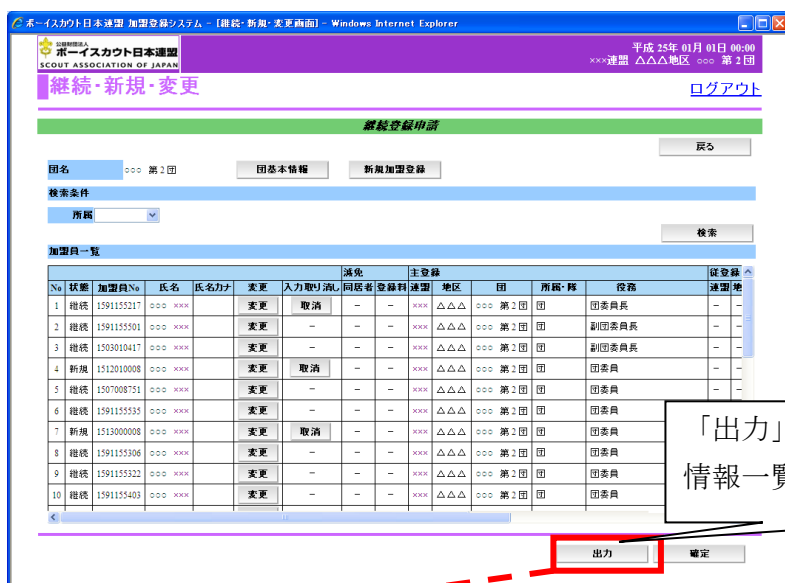 ボーイスカウト日本連盟 加盟登録システム - [継続・新規・変更画面] - Windows Internet Explorer
公益財団法人
ボーイスカウト日本連盟
SCOUT ASSOCIATION OF JAPAN
平成 25年 01月 01日 00:00
×××連盟 △△△地区 ○○○ 第 2 団
継続・新規・変更
ログアウト
継続登録申請
戻る
団名 ○○○ 第 2 団 団基本情報 新規加盟登録
検索条件
所属
検索
加盟員一覧
減免 主登録 従登録
No 状態 加盟員No 氏名 氏名カナ 変更 入力取り消し 同居者 登録料 連盟 地区 団 所属・隊 役務 連盟 地
1 継続 1591155217 ○○○ ××× 変更 取消 － － ××× △△△ ○○○ 第 2 団 団 団委員長 － －
2 継続 1591155501 ○○○ ××× 変更 － － － ××× △△△ ○○○ 第 2 団 団 副団委員長 － －
3 継続 1503010417 ○○○ ××× 変更 － － － ××× △△△ ○○○ 第 2 団 団 副団委員長 － －
4 新規 1512010008 ○○○ ××× 変更 取消 － － ××× △△△ ○○○ 第 2 団 団 団委員 － －
5 継続 1507008751 ○○○ ××× 変更 － － － ××× △△△ ○○○ 第 2 団 団 団委員 － －
6 継続 1591155535 ○○○ ××× 変更 － － － ××× △△△ ○○○ 第 2 団 団 団委員
7 新規 1513000008 ○○○ ××× 変更 取消 － － ××× △△△ ○○○ 第 2 団 団 団委員
8 継続 1591155306 ○○○ ××× 変更 － － － ××× △△△ ○○○ 第 2 団 団 団委員
9 継続 1591155322 ○○○ ××× 変更 － － － ××× △△△ ○○○ 第 2 団 団 団委員
10 継続 1591155403 ○○○ ××× 変更 － － － ××× △△△ ○○○ 第 2 団 団 団委員
「出力」
情報一覧
出力 確定